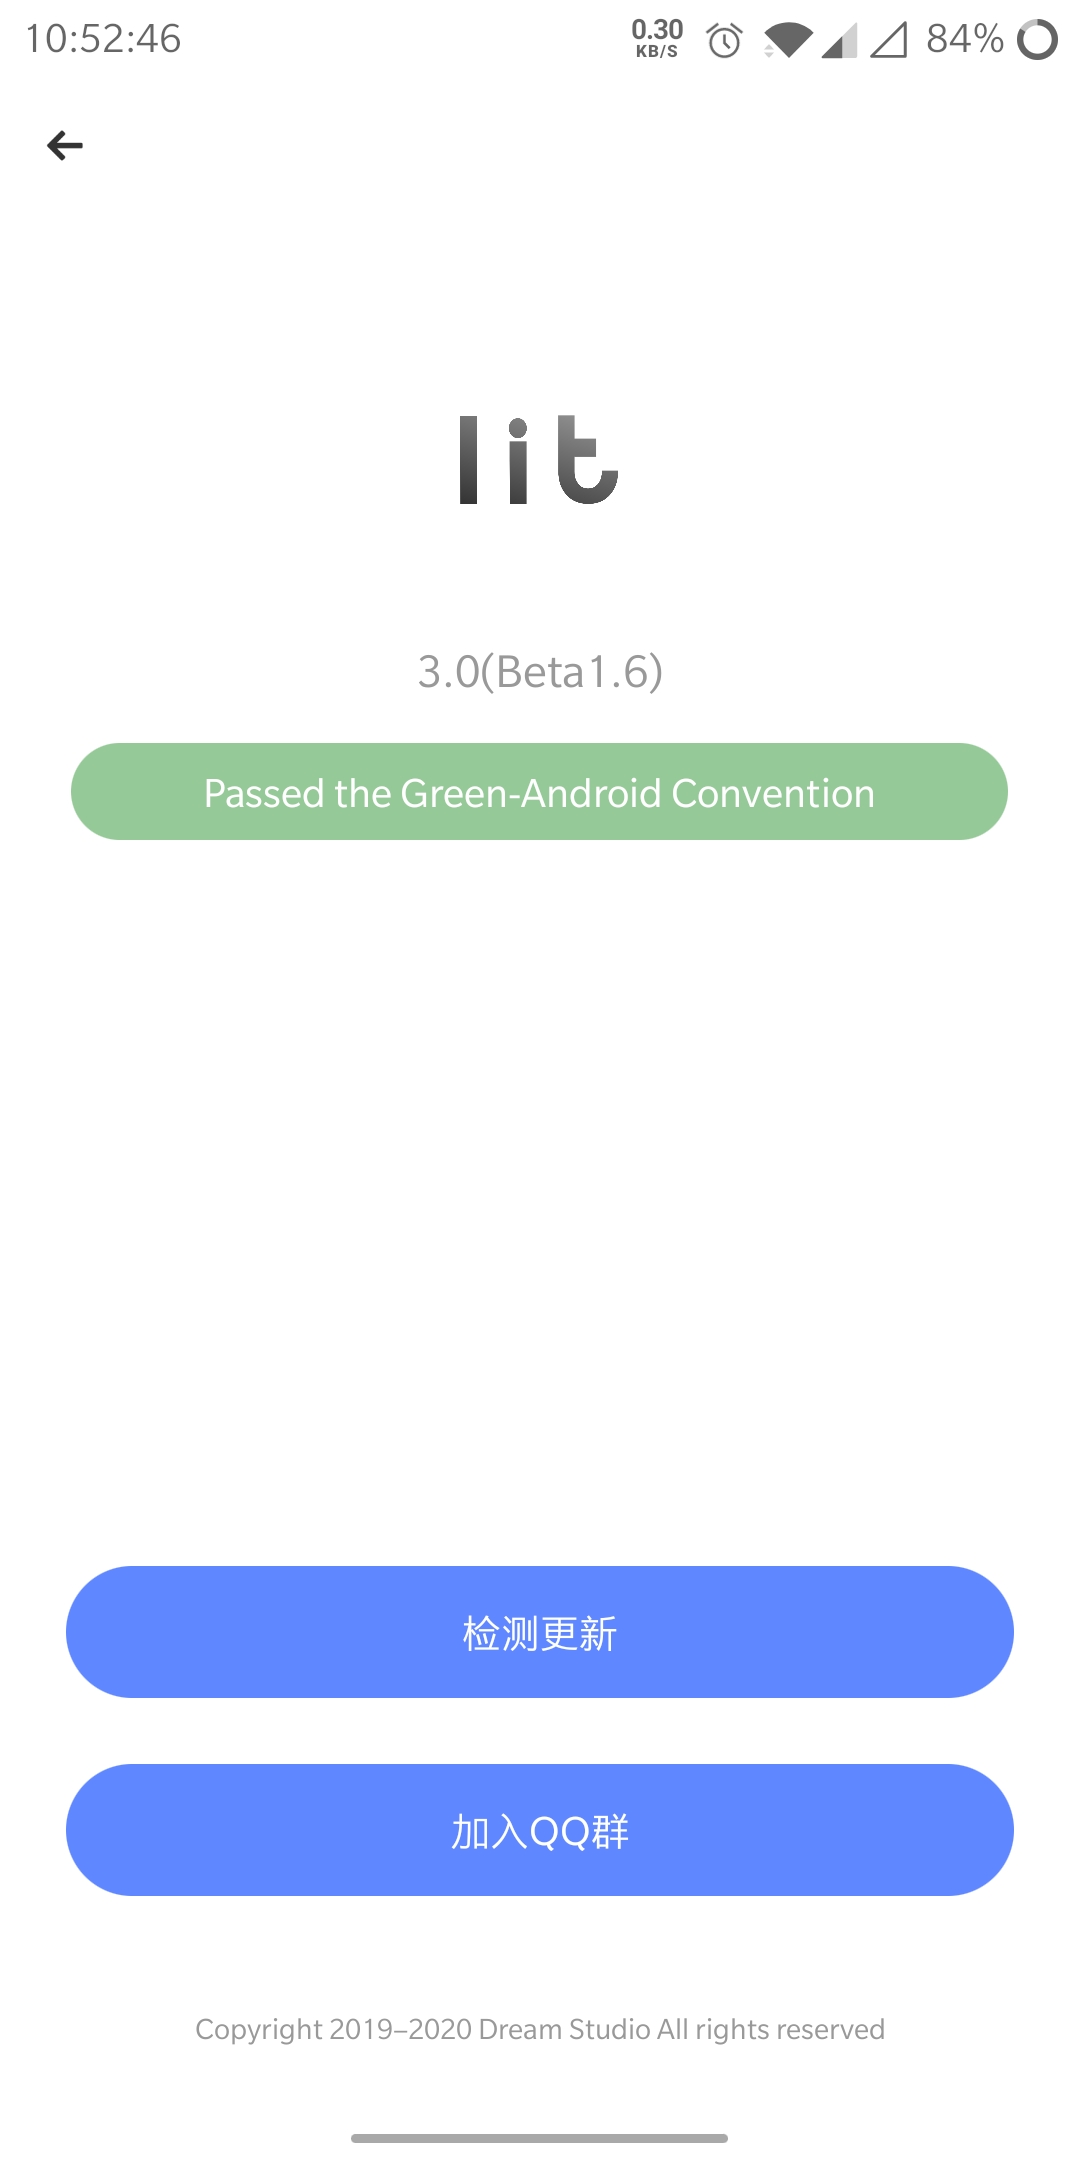 10:52:46
0.30
KB/S
84%
lit
3.0(Beta1.6)
Passed the Green-Android Convention
检测更新
加入QQ群
Copyright 2019–2020 Dream Studio All rights reserved